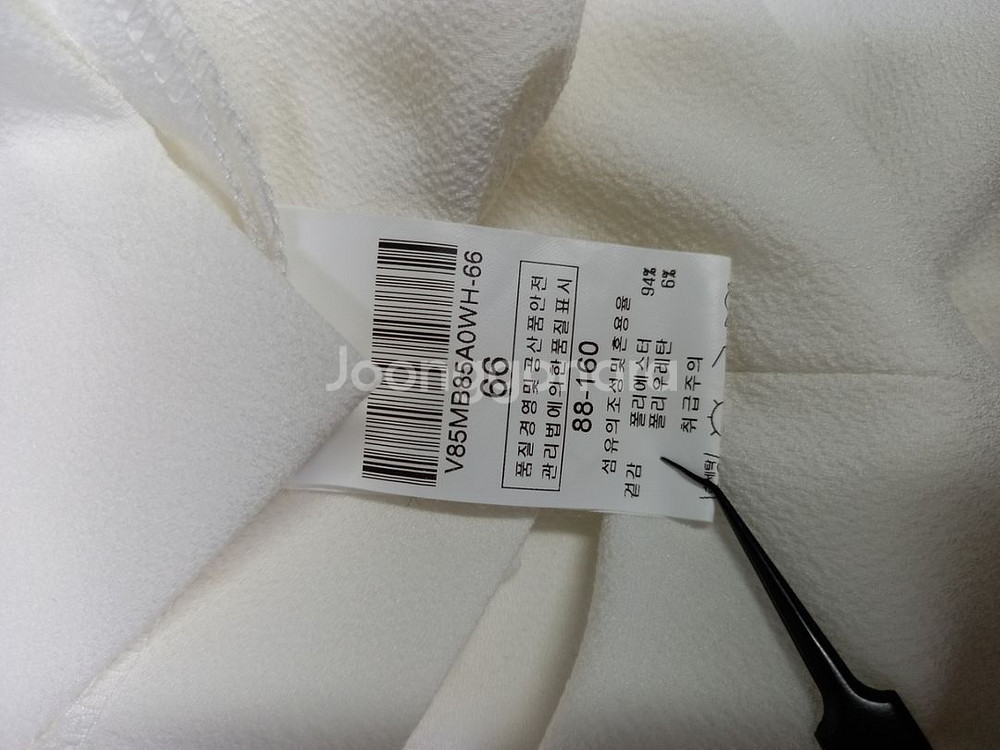 V85MB85A0WH-66
66
품질경영및공산품안전
관리법에의한품질표시
88-160
섬유의조성및혼용율
겉감 폴리에스터 94%
폴리우레탄 6%
취급주의
Joonggonara